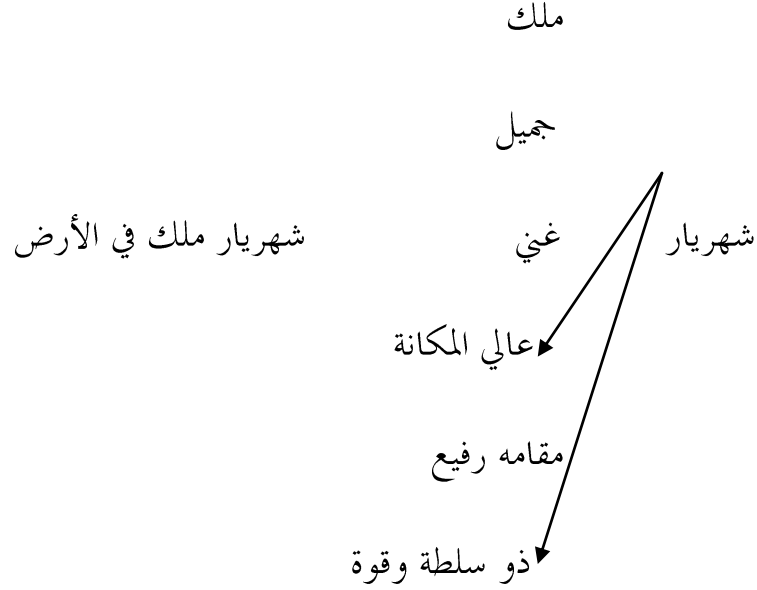 ملك
جميل
شهريار
غني
شهريار ملك في الأرض
عالي المكانة
مقامه رفيع
ذو سلطة وقوة